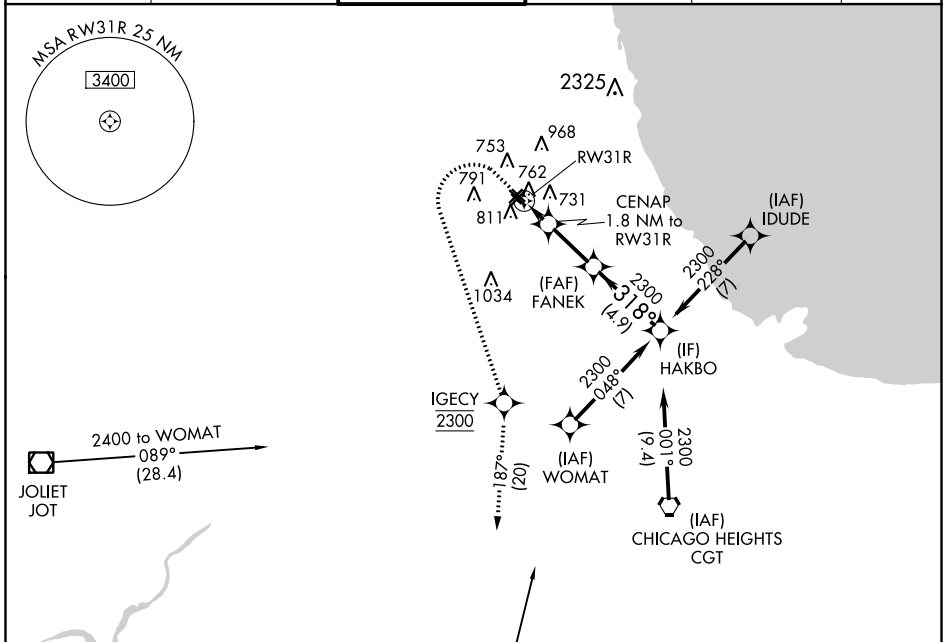 MSA RW31R 25 NM
3400
2325
968
753
RW31R
762
791
731
811
CENAP
1.8 NM to
RW31R
(IAF)
IDUDE
2300
228°
(7)
1034
(FAF)
FANEK
2300
318°
(4.9)
(IF)
HAKBO
2300
048°
(7)
IGECY
2300
(IAF)
WOMAT
2300
001°
(9.4)
2400 to WOMAT
089°
(28.4)
JOLIET
JOT
187°
(20)
(IAF)
CHICAGO HEIGHTS
CGT